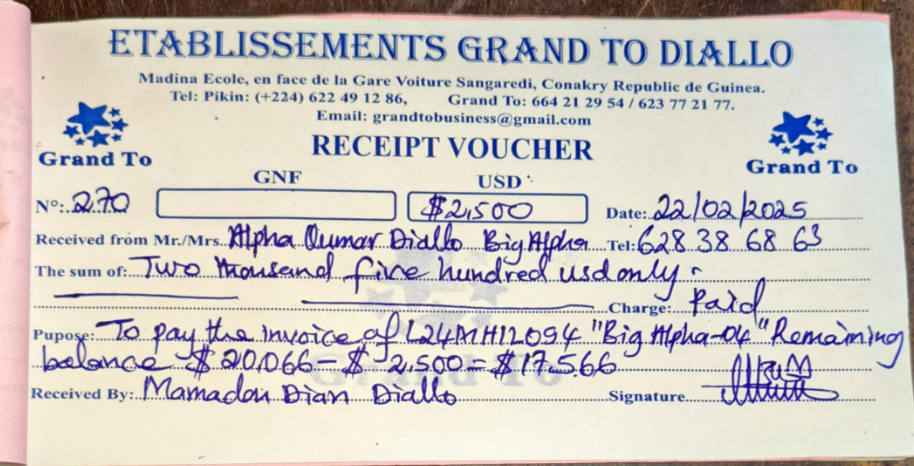 ETABLISSEMENTS GRAND TO DIALLO
Madina Ecole, en face de la Gare Voiture Sangaredi, Conakry Republic de Guinea.
Tel: Pikin: (+224) 622 49 12 86, Grand To: 664 21 29 54 / 623 77 21 77.
Email: grandtobusiness@gmail.com
Grand To
RECEIPT VOUCHER
Grand To
GNF USD
N°: 270 $2,500 Date: 22/02/2025
Received from Mr./Mrs. Alpha Oumar Diallo Big Alpha Tel: 628 38 68 63
The sum of: Two thousand five hundred usd only
Charge: Paid
Pupose: To pay the invoice of L24MH12094 "Big Alpha-04" Remaining
balance $20,066 - $ 2,500 = $17,566
Received By: Mamadou Dian Diallo Signature